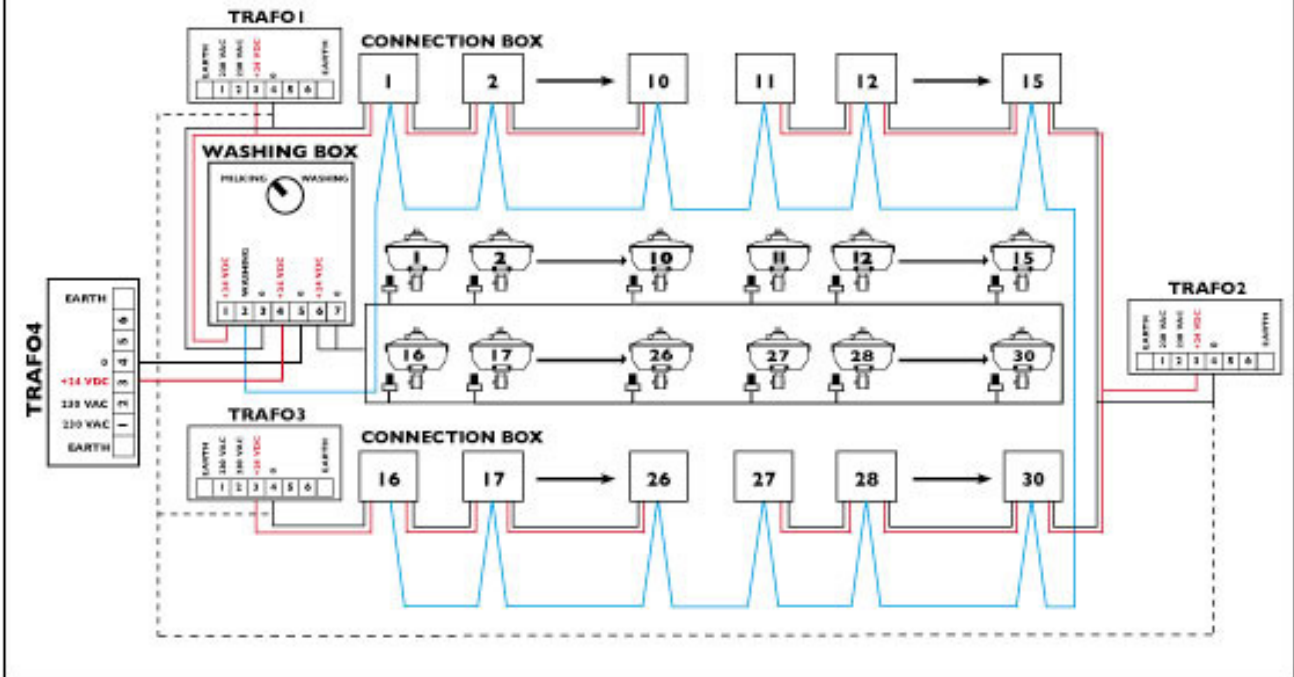 TRAFO1
EARTH
230 VAC
230 VAC
+24 VDC
0
EARTH
1 2 3 4 5 6
CONNECTION BOX
1 2 10 11 12 15
WASHING BOX
MILKING WASHING
+24 VDC
WASHING
0
+24 VDC
0
+24 VDC
0
1 2 3 4 5 6 7
1 2 10 11 12 15
16 17 26 27 28 30
TRAFO4
EARTH
6
5
0 4
+24 VDC 3
230 VAC 2
230 VAC 1
EARTH
TRAFO2
EARTH
230 VAC
230 VAC
+24 VDC
0
EARTH
1 2 3 4 5 6
TRAFO3
EARTH
230 VAC
230 VAC
+24 VDC
0
EARTH
1 2 3 4 5 6
CONNECTION BOX
16 17 26 27 28 30